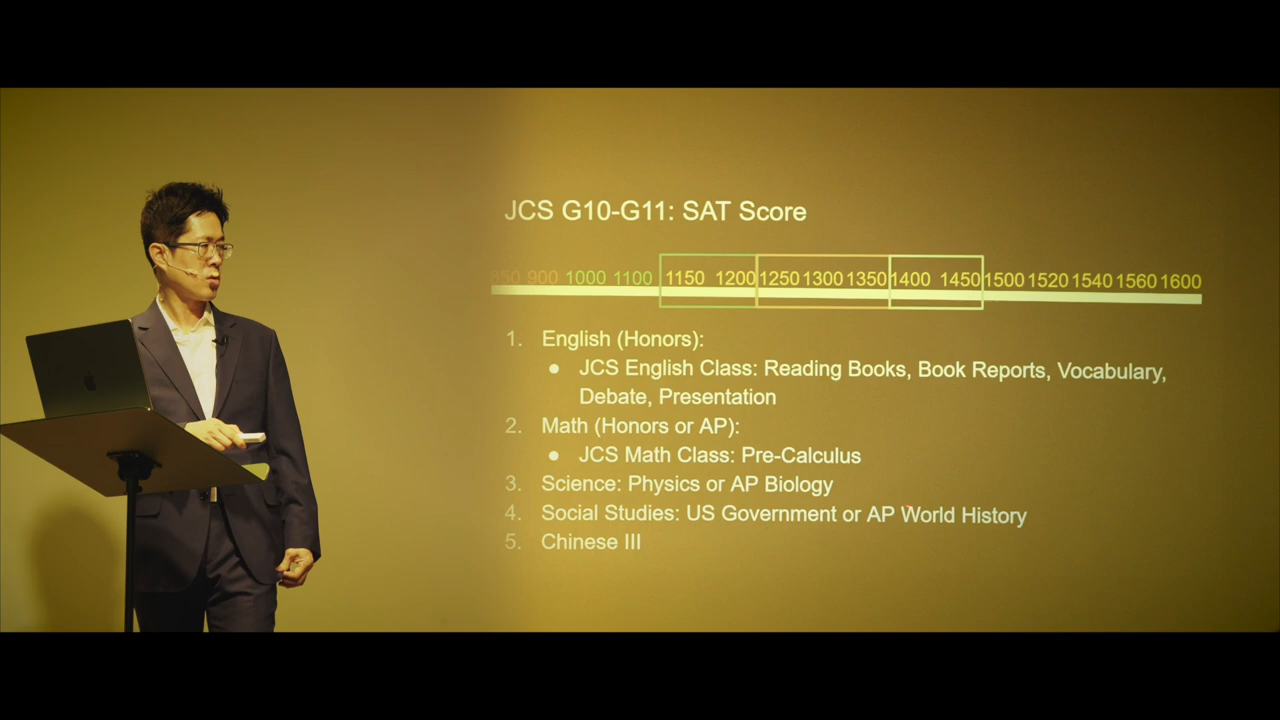 JCS G10-G11: SAT Score
850 900 1000 1100 1150 1200 1250 1300 1350 1400 1450 1500 1520 1540 1560 1600
1. English (Honors):
● JCS English Class: Reading Books, Book Reports, Vocabulary,
Debate, Presentation
2. Math (Honors or AP):
● JCS Math Class: Pre-Calculus
3. Science: Physics or AP Biology
4. Social Studies: US Government or AP World History
5. Chinese III